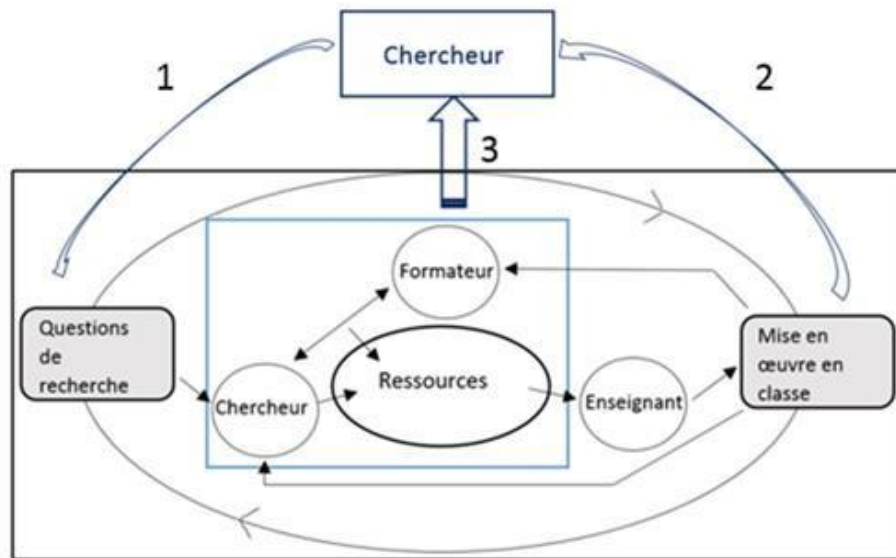 1
Chercheur
2
3
Formateur
Questions
de
recherche
Chercheur
Ressources
Enseignant
Mise en
œuvre en
classe